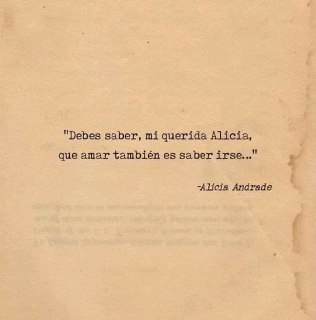 "Debes saber, mi querida Alicia,
que amar también es saber irse..."
-Alicia Andrade